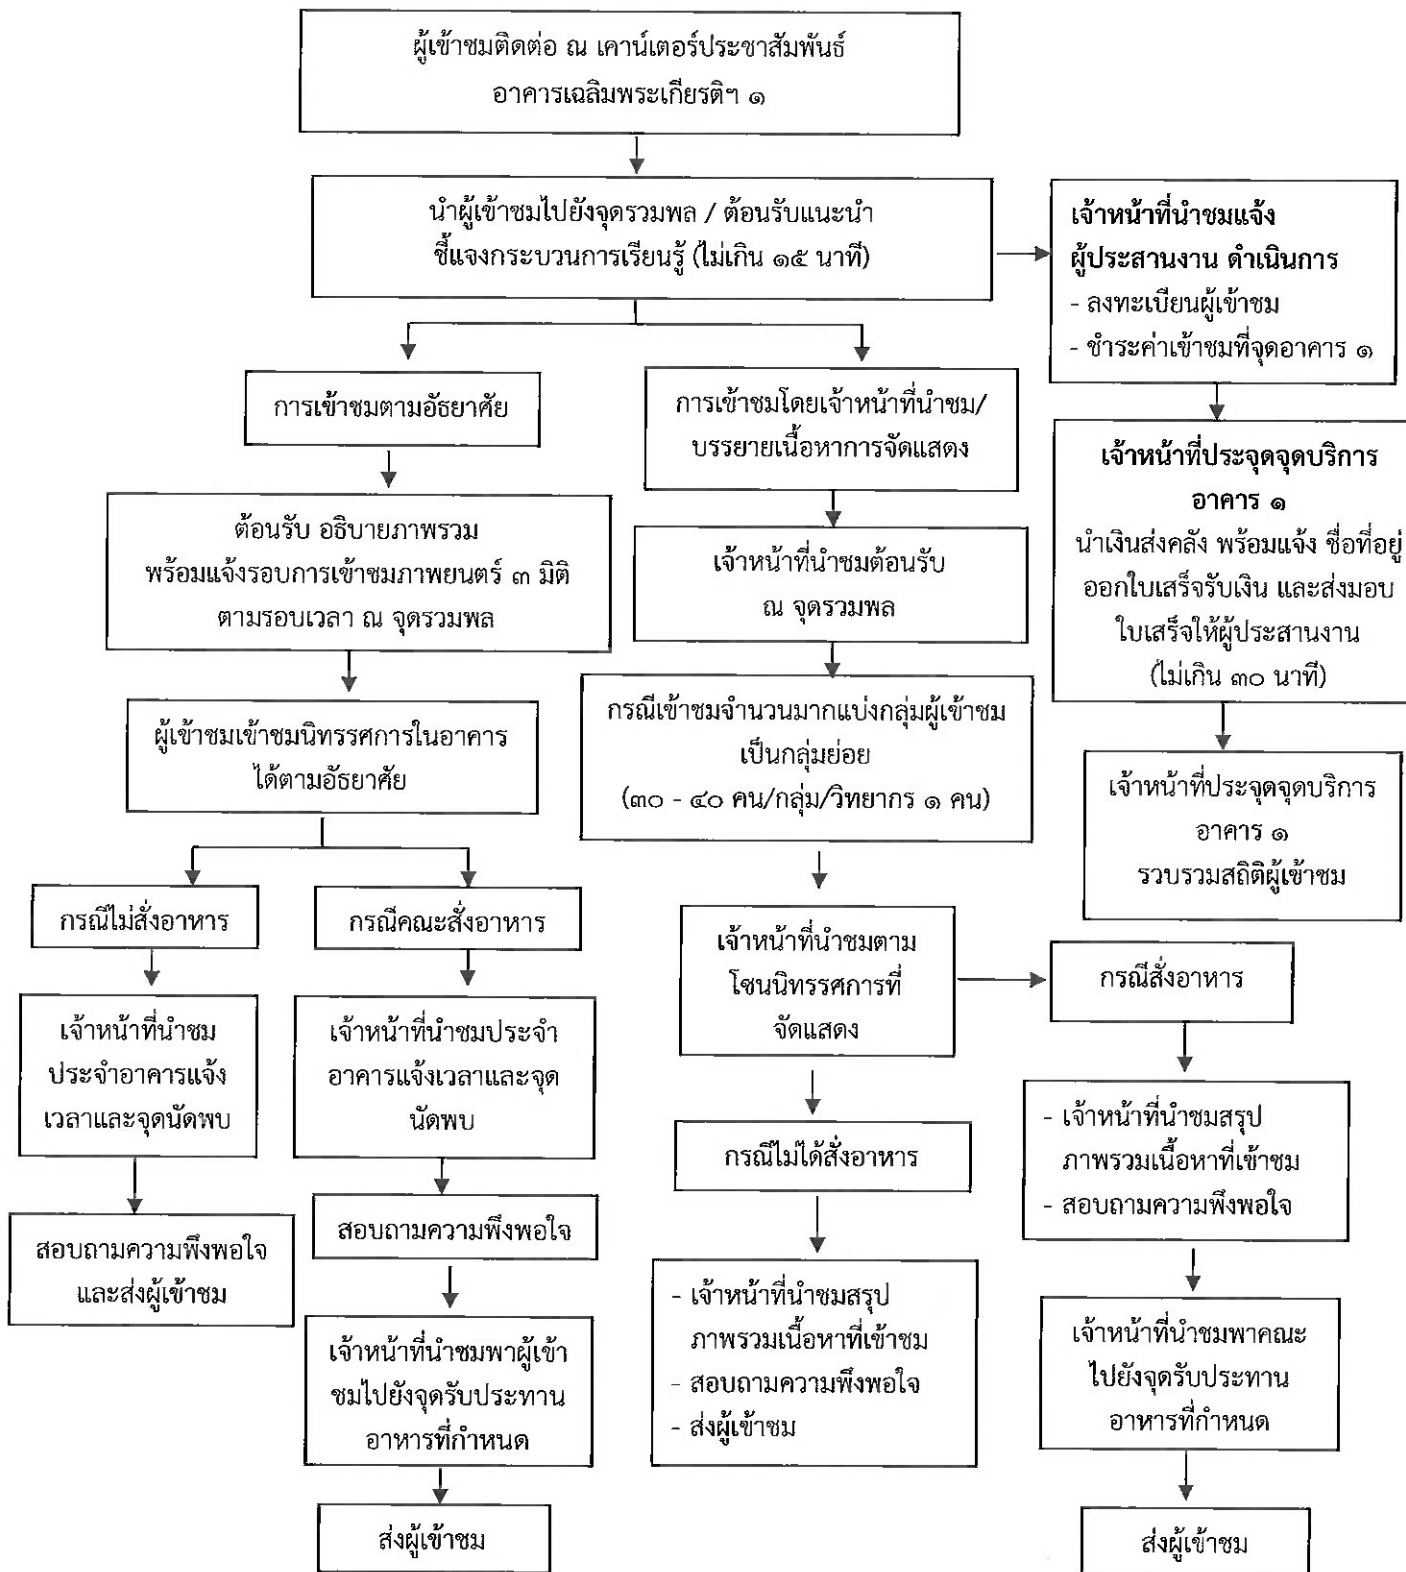 ผู้เข้าชมติดต่อ ณ เคาน์เตอร์ประชาสัมพันธ์
อาคารเฉลิมพระเกียรติฯ ๑
นำผู้เข้าชมไปยังจุดรวมพล / ต้อนรับแนะนำ
ชี้แจงกระบวนการเรียนรู้ (ไม่เกิน ๑๕ นาที)
เจ้าหน้าที่นำชมแจ้ง
ผู้ประสานงาน ดำเนินการ
- ลงทะเบียนผู้เข้าชม
- ชำระค่าเข้าชมที่จุดอาคาร ๑
การเข้าชมตามอัธยาศัย
การเข้าชมโดยเจ้าหน้าที่นำชม/
บรรยายเนื้อหาการจัดแสดง
เจ้าหน้าที่ประจุดจุดบริการ
อาคาร ๑
นำเงินส่งคลัง พร้อมแจ้ง ชื่อที่อยู่
ออกใบเสร็จรับเงิน และส่งมอบ
ใบเสร็จให้ผู้ประสานงาน
(ไม่เกิน ๓๐ นาที)
ต้อนรับ อธิบายภาพรวม
พร้อมแจ้งรอบการเข้าชมภาพยนตร์ ๓ มิติ
ตามรอบเวลา ณ จุดรวมพล
เจ้าหน้าที่นำชมต้อนรับ
ณ จุดรวมพล
ผู้เข้าชมเข้าชมนิทรรศการในอาคาร
ได้ตามอัธยาศัย
กรณีเข้าชมจำนวนมากแบ่งกลุ่มผู้เข้าชม
เป็นกลุ่มย่อย
(๓๐ - ๔๐ คน/กลุ่ม/วิทยากร ๑ คน)
เจ้าหน้าที่ประจุดจุดบริการ
อาคาร ๑
รวบรวมสถิติผู้เข้าชม
กรณีไม่สั่งอาหาร
กรณีคณะสั่งอาหาร
เจ้าหน้าที่นำชมตาม
โซนนิทรรศการที่
จัดแสดง
กรณีสั่งอาหาร
เจ้าหน้าที่นำชม
ประจำอาคารแจ้ง
เวลาและจุดนัดพบ
เจ้าหน้าที่นำชมประจำ
อาคารแจ้งเวลาและจุด
นัดพบ
กรณีไม่ได้สั่งอาหาร
- เจ้าหน้าที่นำชมสรุป
ภาพรวมเนื้อหาที่เข้าชม
- สอบถามความพึงพอใจ
สอบถามความพึงพอใจ
และส่งผู้เข้าชม
สอบถามความพึงพอใจ
- เจ้าหน้าที่นำชมสรุป
ภาพรวมเนื้อหาที่เข้าชม
- สอบถามความพึงพอใจ
- ส่งผู้เข้าชม
เจ้าหน้าที่นำชมพาผู้เข้า
ชมไปยังจุดรับประทาน
อาหารที่กำหนด
เจ้าหน้าที่นำชมพาคณะ
ไปยังจุดรับประทาน
อาหารที่กำหนด
ส่งผู้เข้าชม
ส่งผู้เข้าชม